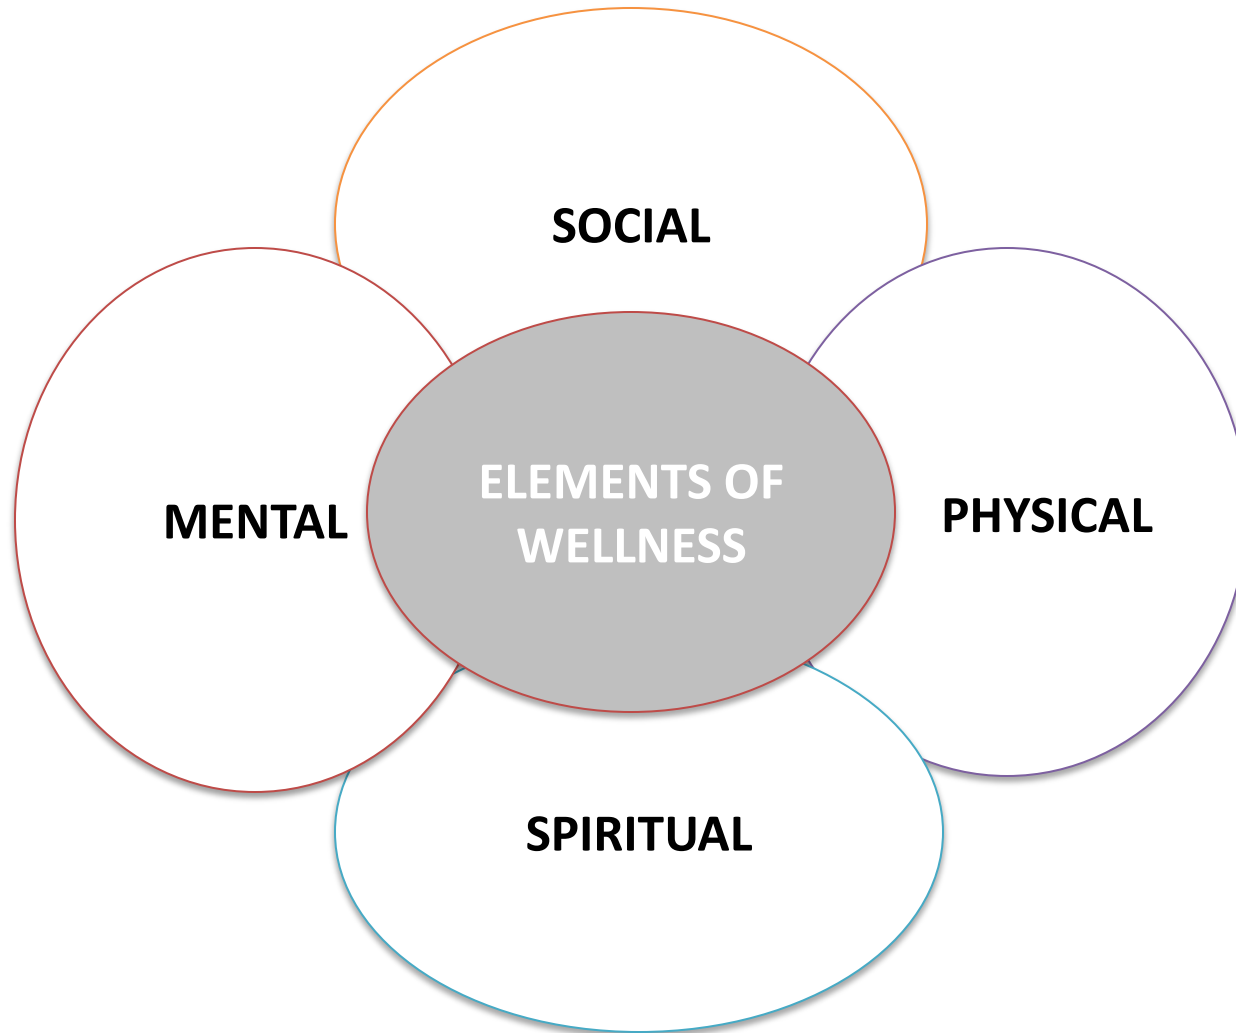 SOCIAL
ELEMENTS OF
WELLNESS
MENTAL
PHYSICAL
SPIRITUAL